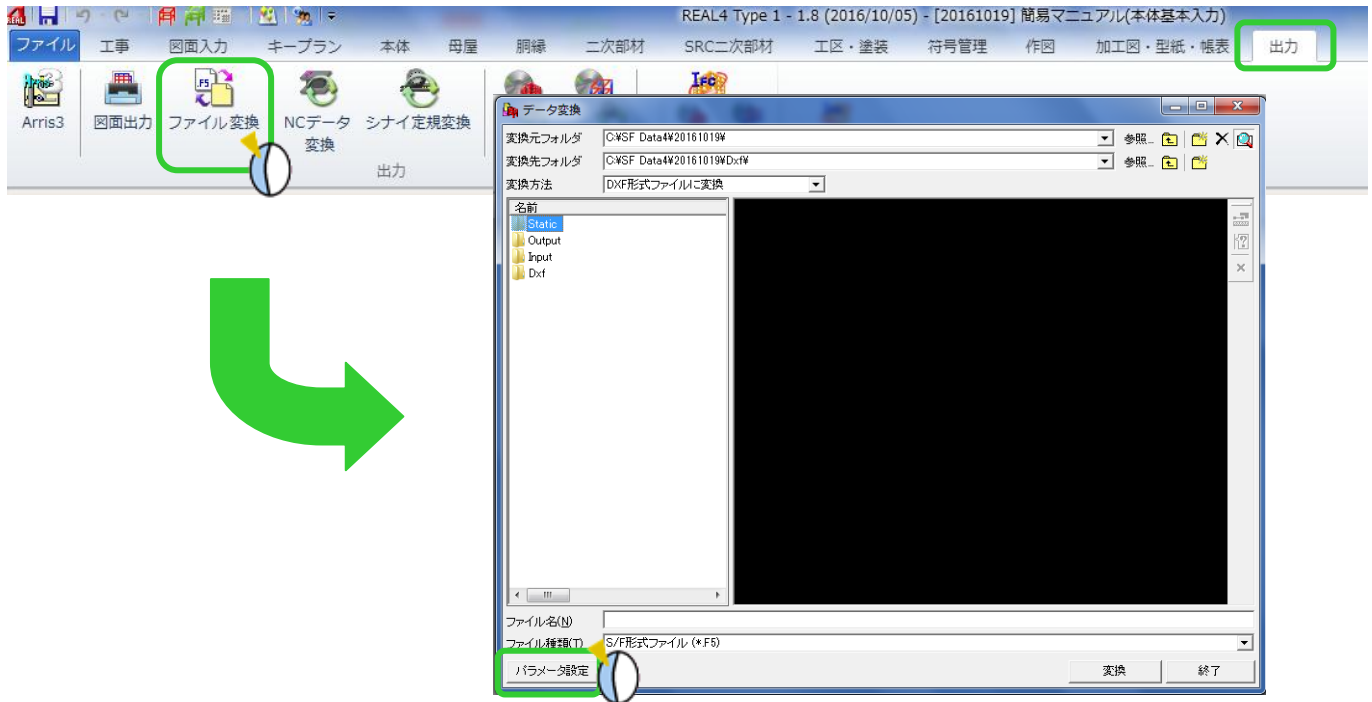 REAL4 Type 1 - 1.8 (2016/10/05) - [20161019] 簡易マニュアル(本体基本入力)
ファイル 工事 図面入力 キープラン 本体 母屋 胴縁 二次部材 SRC二次部材 工区・塗装 符号管理 作図 加工図・型紙・帳表 出力
Arris3 図面出力 ファイル変換 NCデータ変換 シナイ定規変換
出力
データ変換
変換元フォルダ C:¥SF Data4¥20161019¥ 参照...
変換先フォルダ C:¥SF Data4¥20161019¥Dxf¥ 参照...
変換方法 DXF形式ファイルに変換
名前
Static
Output
Input
Dxf
ファイル名(N)
ファイル種類(T) S/F形式ファイル (*.F5)
パラメータ設定 変換 終了